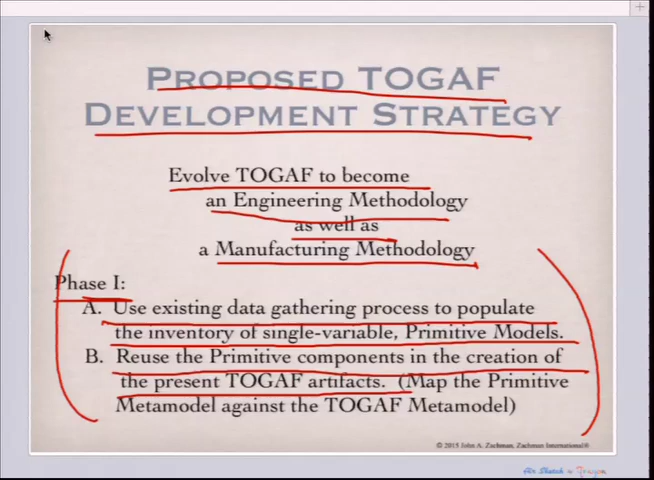 PROPOSED TOGAF
DEVELOPMENT STRATEGY
Evolve TOGAF to become
an Engineering Methodology
as well as
a Manufacturing Methodology
Phase I:
A. Use existing data gathering process to populate
the inventory of single-variable, Primitive Models.
B. Reuse the Primitive components in the creation of
the present TOGAF artifacts. (Map the Primitive
Metamodel against the TOGAF Metamodel)
© 2015 John A. Zachman, Zachman International®
Air Sketch